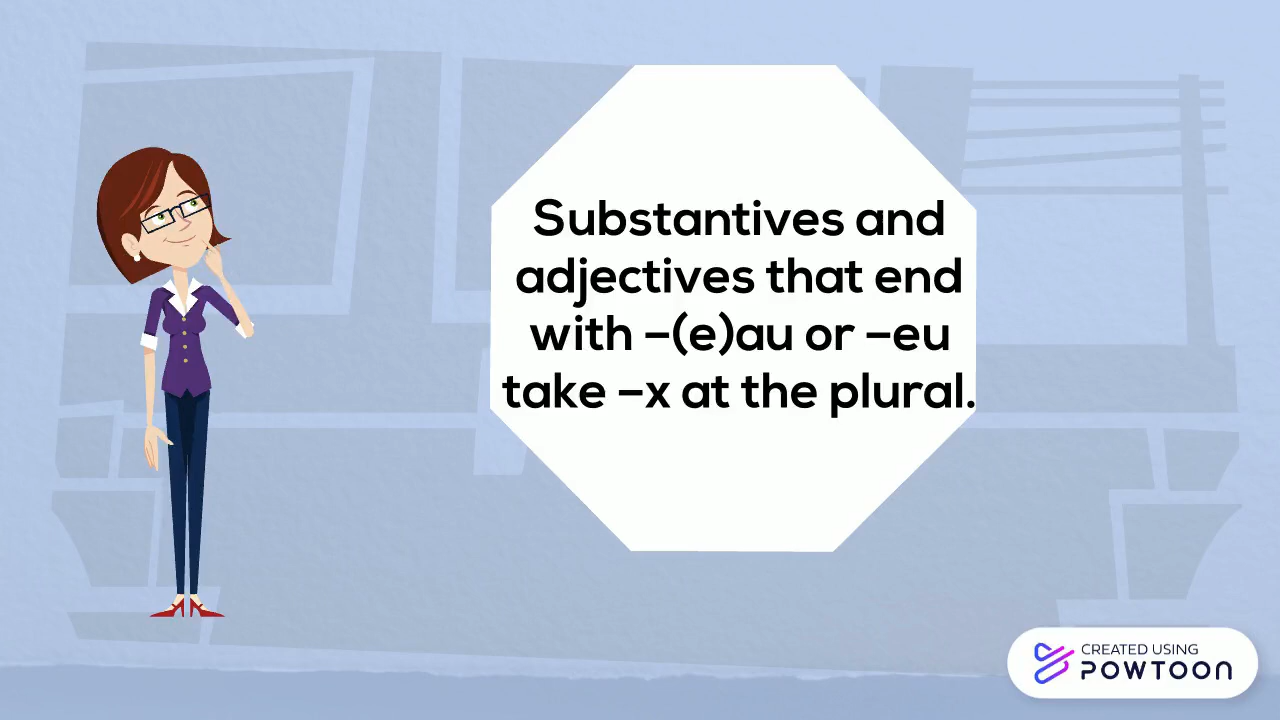 Substantives and
adjectives that end
with –(e)au or –eu
take –x at the plural.
CREATED USING
POWTOON